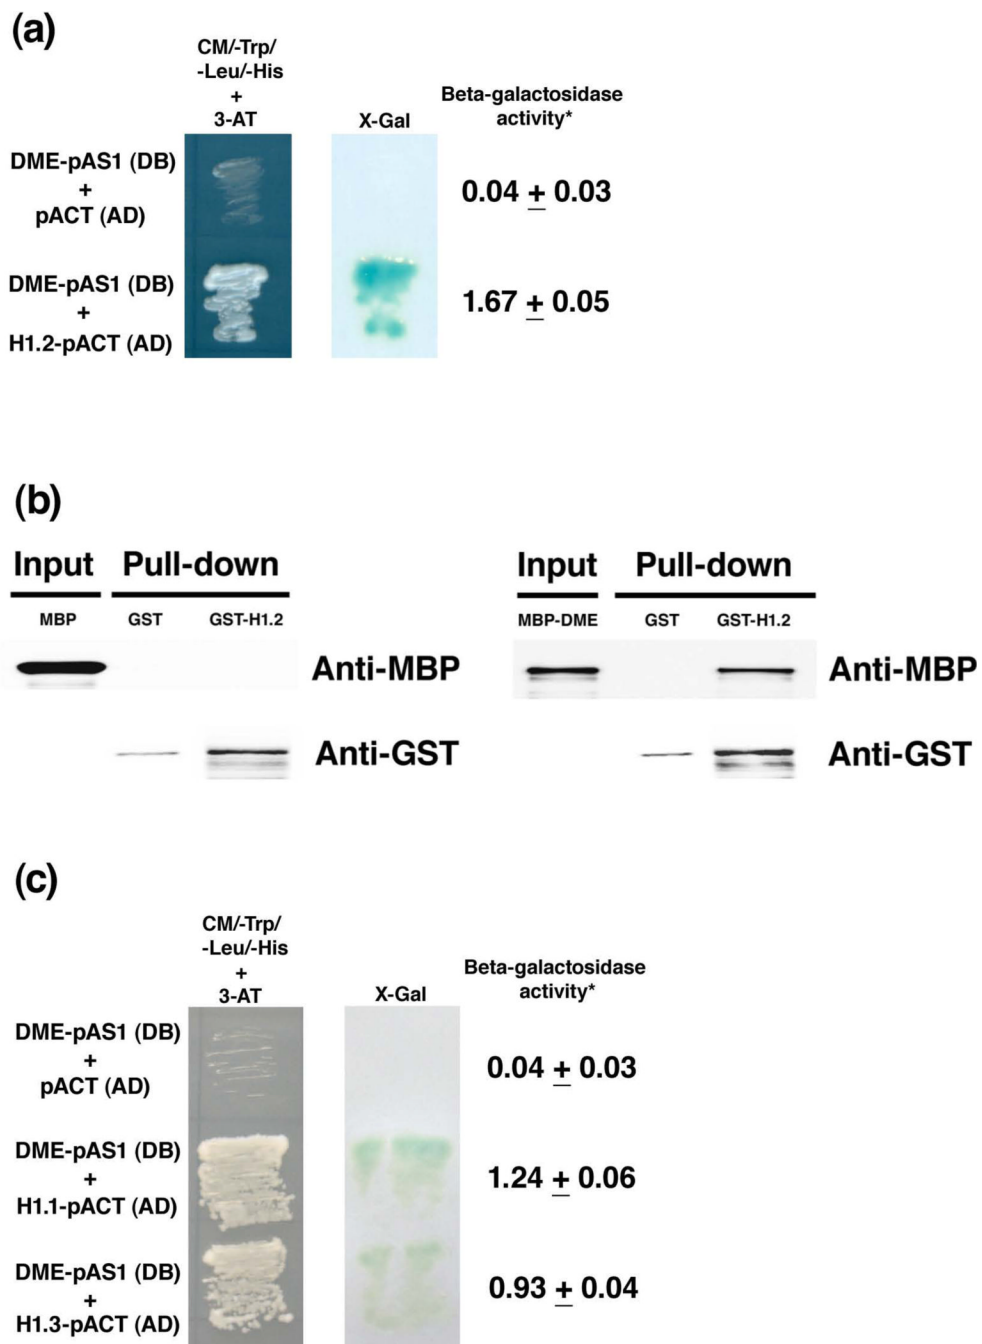 (a)
CM/-Trp/
-Leu/-His
+
3-AT
X-Gal
Beta-galactosidase
activity*
DME-pAS1 (DB)
+
pACT (AD)
0.04 ± 0.03
DME-pAS1 (DB)
+
H1.2-pACT (AD)
1.67 ± 0.05
(b)
Input Pull-down
MBP GST GST-H1.2
Anti-MBP
Anti-GST
Input Pull-down
MBP-DME GST GST-H1.2
Anti-MBP
Anti-GST
(c)
CM/-Trp/
-Leu/-His
+
3-AT
X-Gal
Beta-galactosidase
activity*
DME-pAS1 (DB)
+
pACT (AD)
0.04 ± 0.03
DME-pAS1 (DB)
+
H1.1-pACT (AD)
1.24 ± 0.06
DME-pAS1 (DB)
+
H1.3-pACT (AD)
0.93 ± 0.04